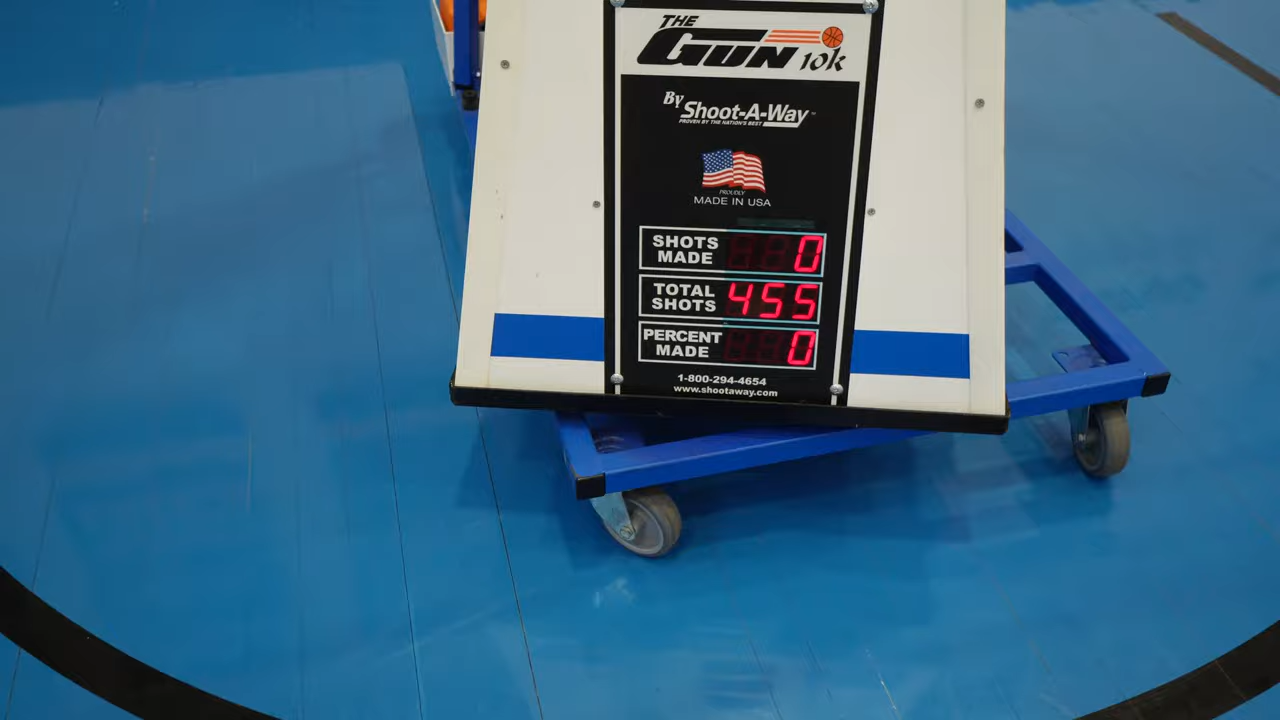 THE
GUN 10k
By Shoot-A-Way
PROVEN BY THE NATION'S BEST
PROUDLY
MADE IN USA
SHOTS MADE 0
TOTAL SHOTS 455
PERCENT MADE 0
1-800-294-4654
www.shootaway.com